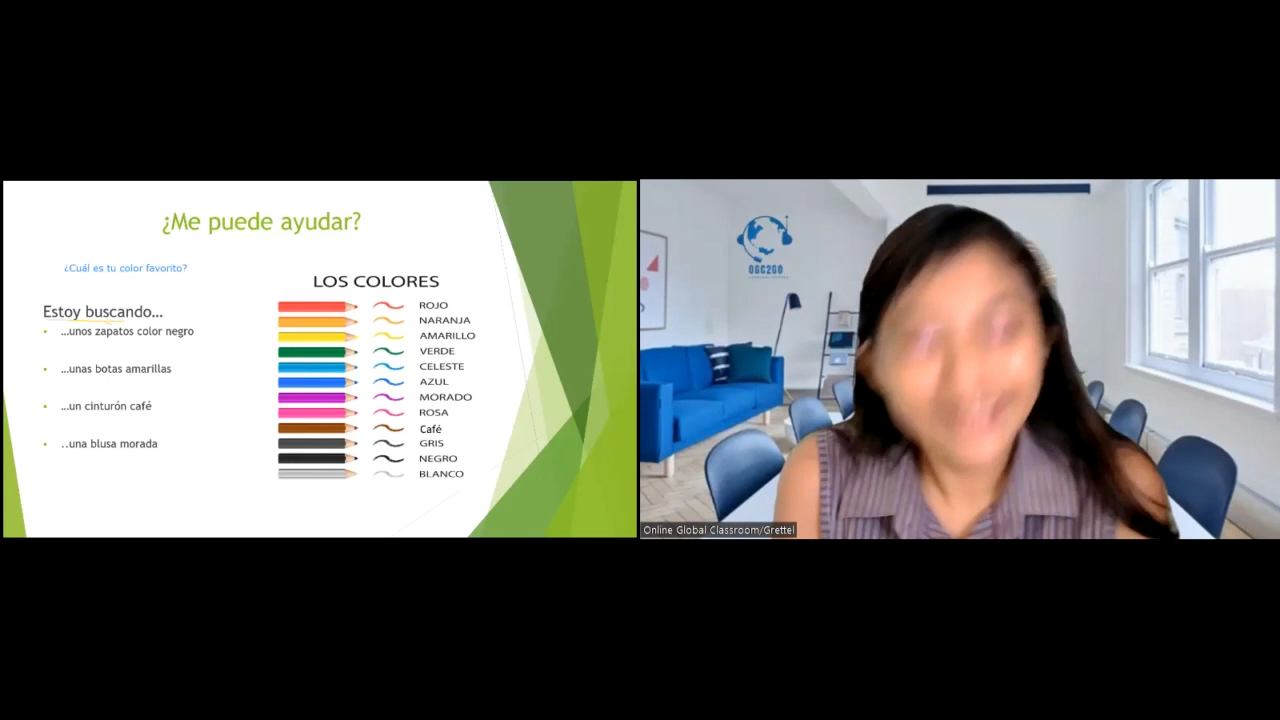 ¿Me puede ayudar?
¿Cuál es tu color favorito?
Estoy buscando...
...unos zapatos color negro
...unas botas amarillas
...un cinturón café
..una blusa morada
LOS COLORES
ROJO
NARANJA
AMARILLO
VERDE
CELESTE
AZUL
MORADO
ROSA
Café
GRIS
NEGRO
BLANCO
OGC2GO
Online Global Classroom/Grettel